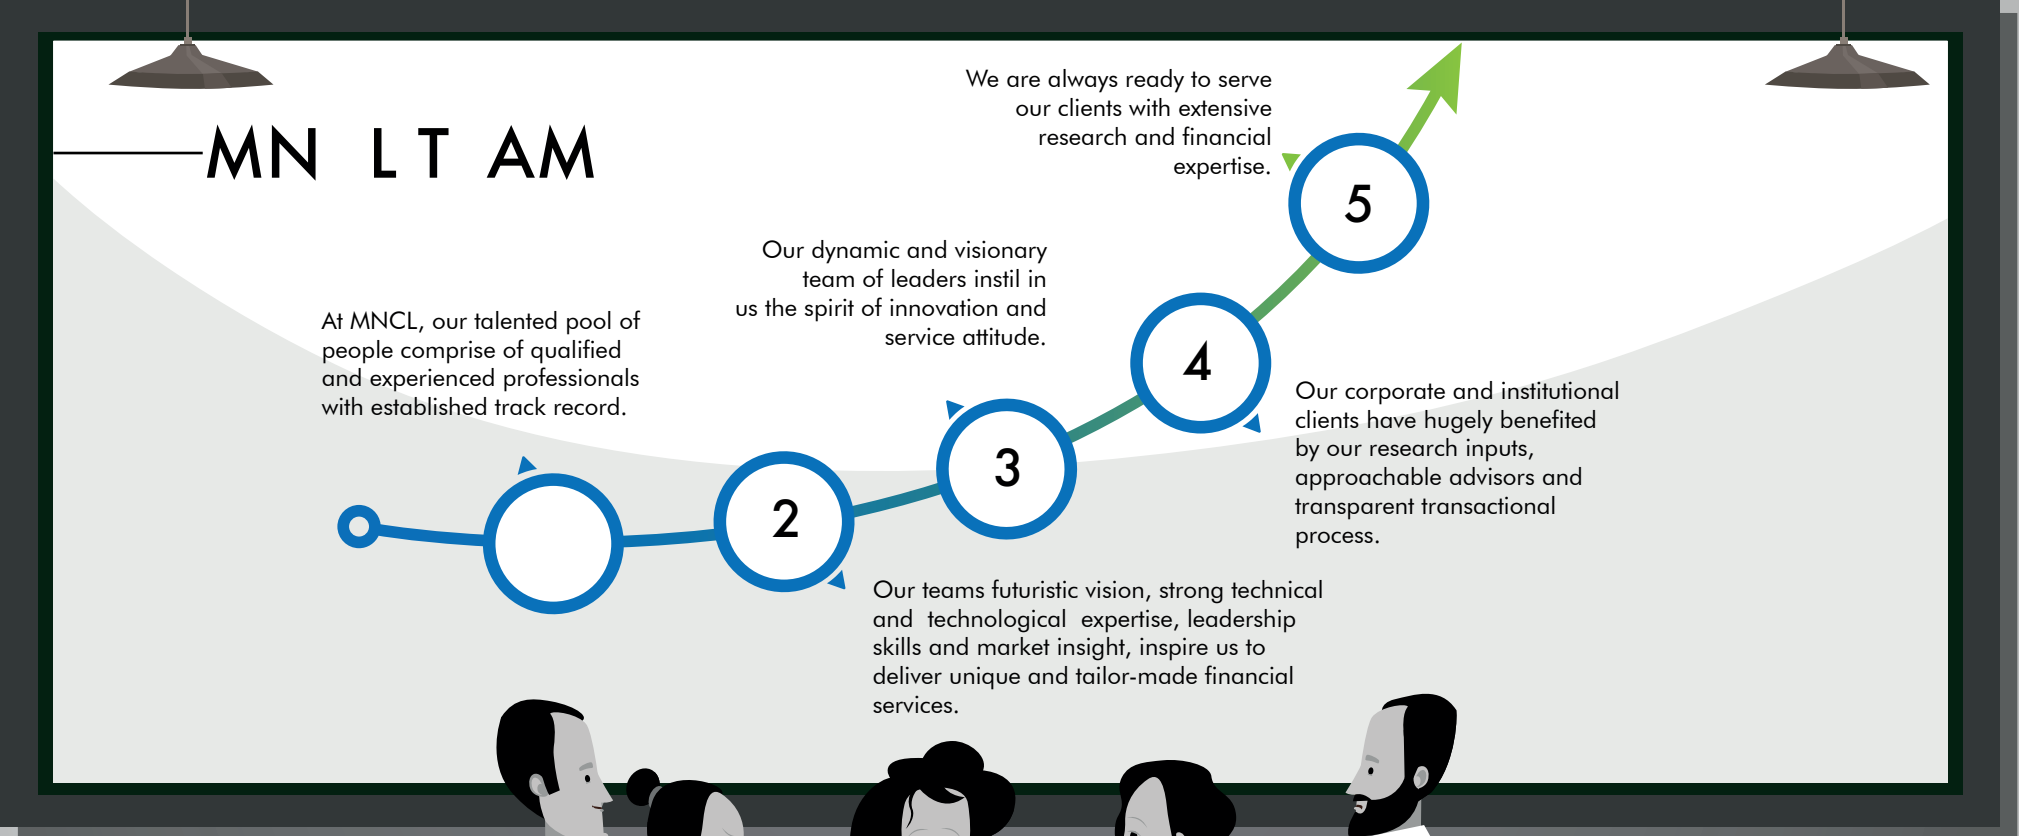 MN LT AM
At MNCL, our talented pool of
people comprise of qualified
and experienced professionals
with established track record.
2
Our teams futuristic vision, strong technical
and technological expertise, leadership
skills and market insight, inspire us to
deliver unique and tailor-made financial
services.
3
Our dynamic and visionary
team of leaders instil in
us the spirit of innovation and
service attitude.
4
Our corporate and institutional
clients have hugely benefited
by our research inputs,
approachable advisors and
transparent transactional
process.
5
We are always ready to serve
our clients with extensive
research and financial
expertise.